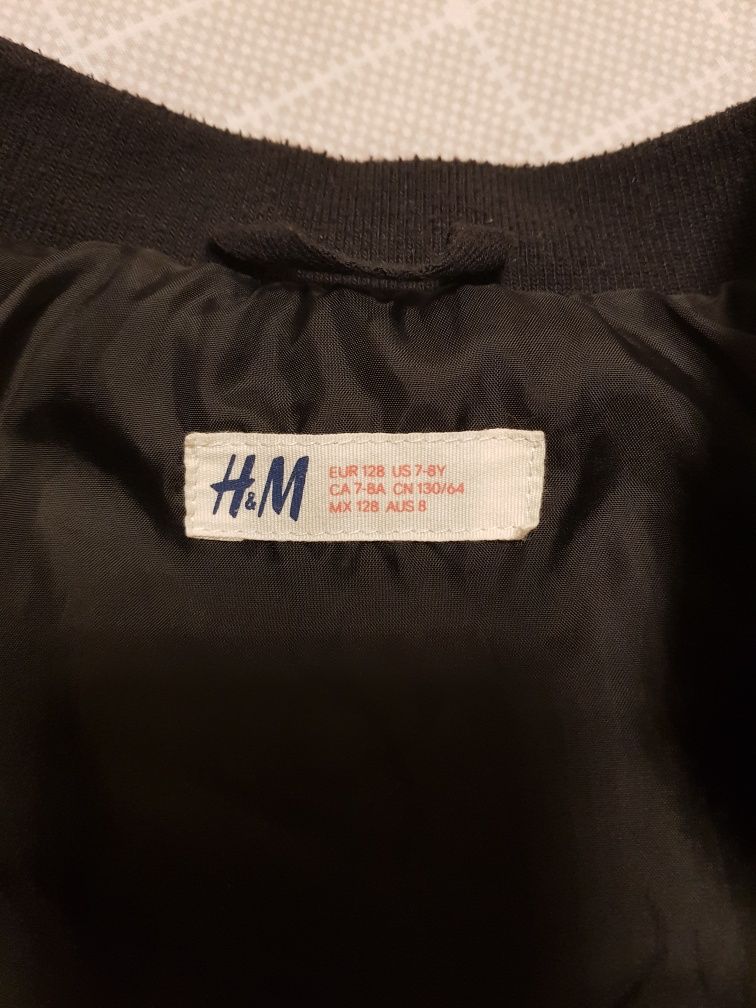 H&M
EUR 128 US 7-8Y
CA 7-8A CN 130/64
MX 128 AUS 8